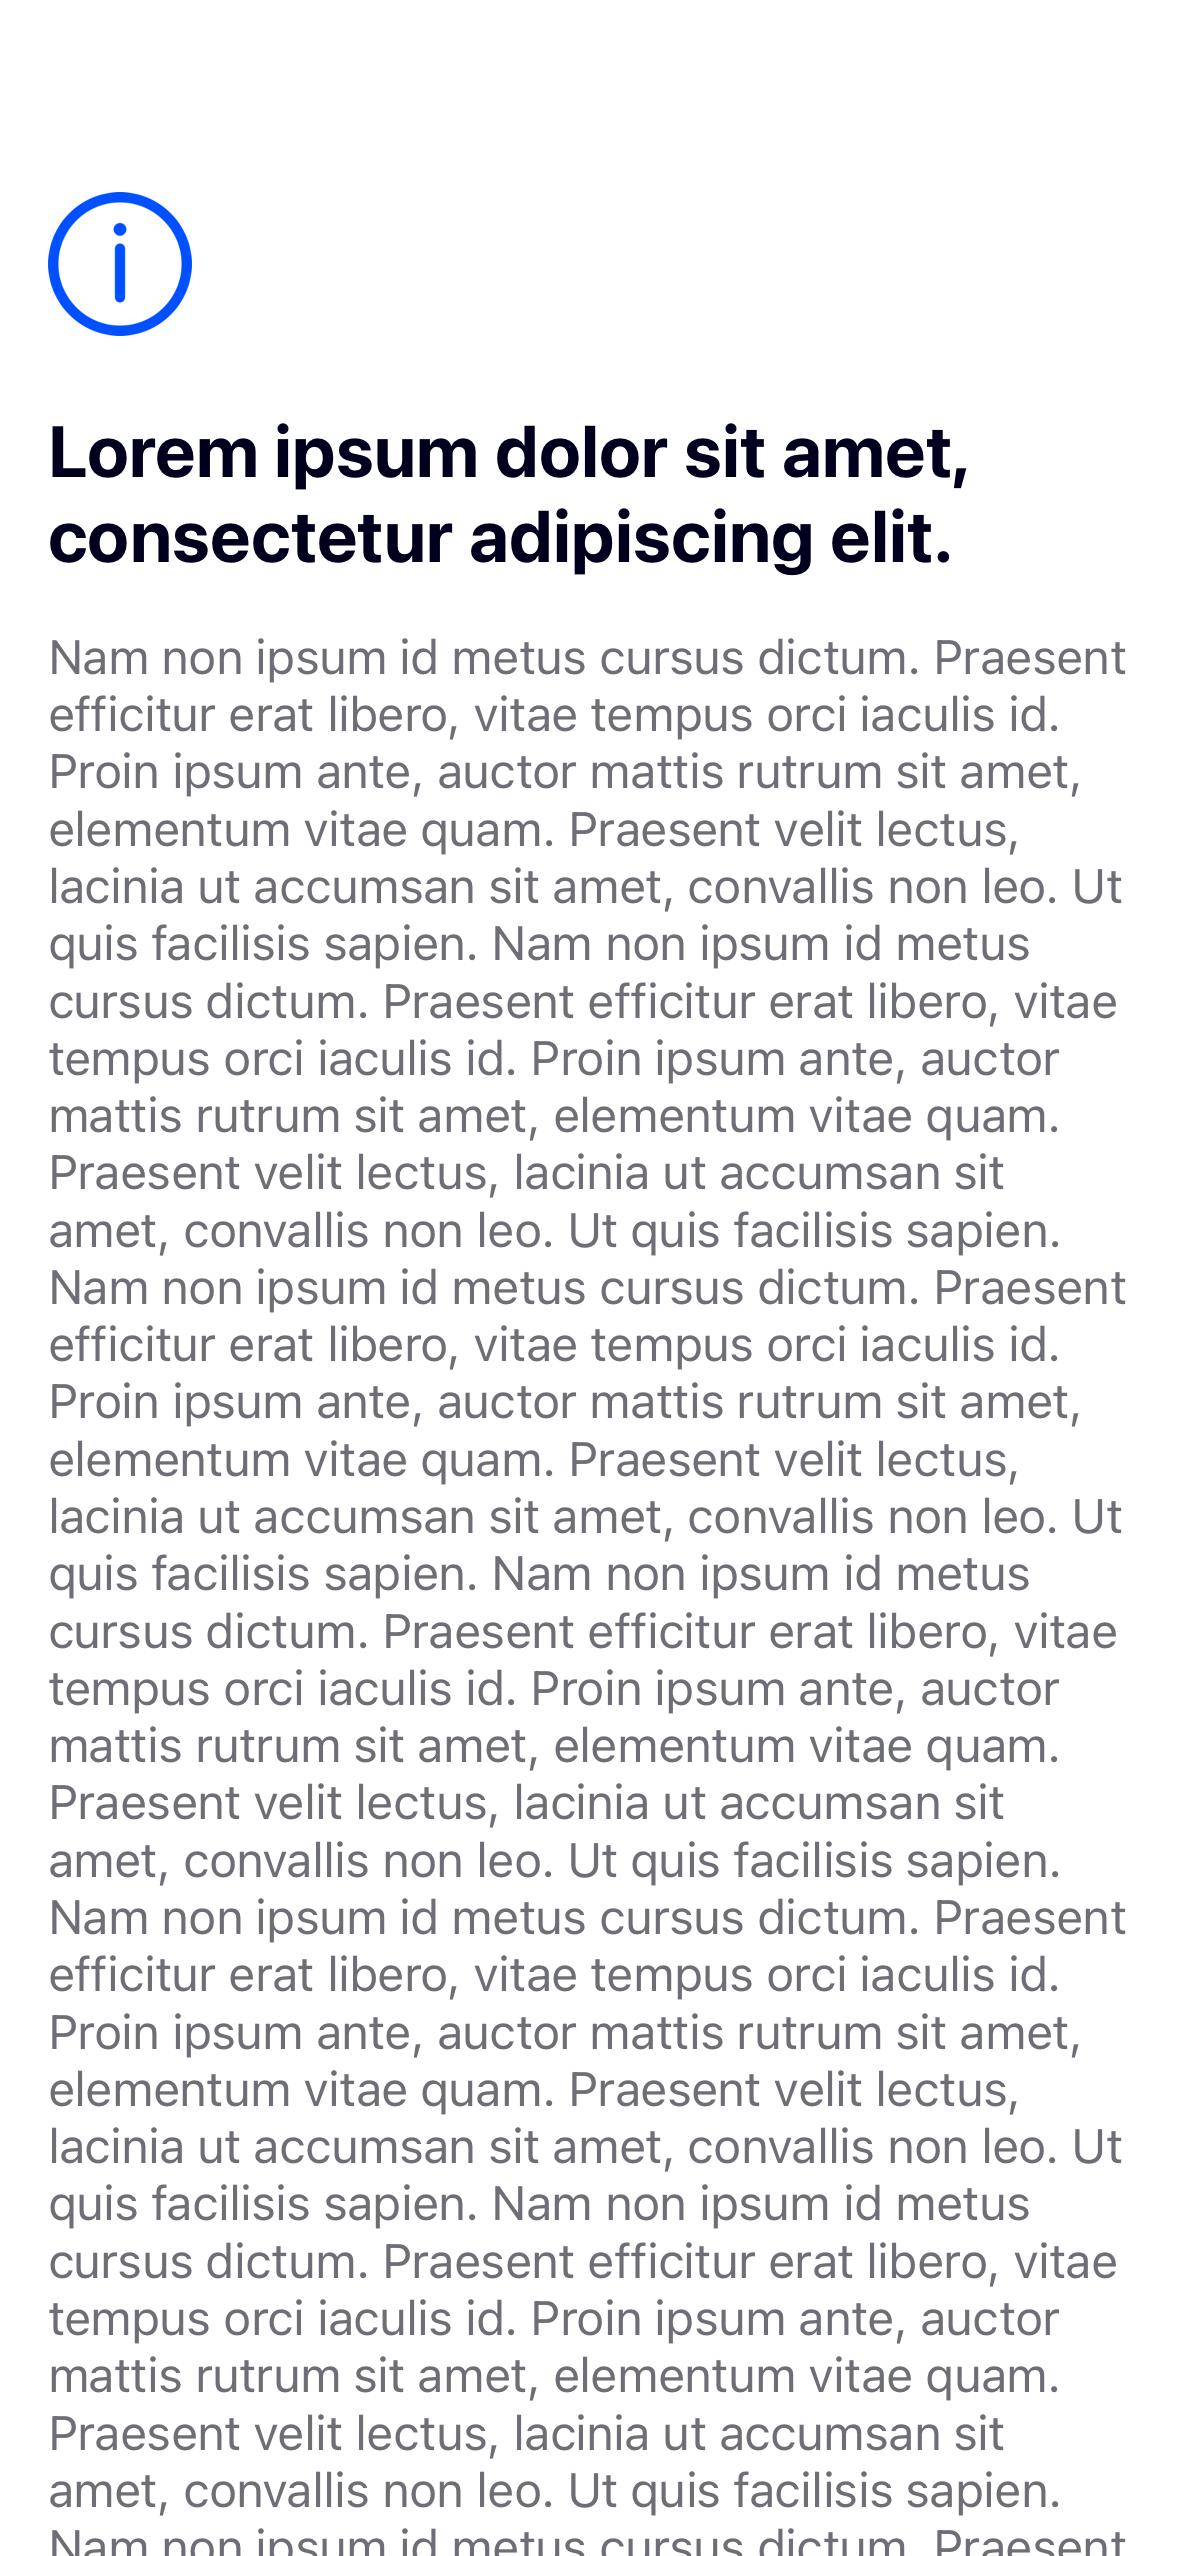 Lorem ipsum dolor sit amet,
consectetur adipiscing elit.
Nam non ipsum id metus cursus dictum. Praesent
efficitur erat libero, vitae tempus orci iaculis id.
Proin ipsum ante, auctor mattis rutrum sit amet,
elementum vitae quam. Praesent velit lectus,
lacinia ut accumsan sit amet, convallis non leo. Ut
quis facilisis sapien. Nam non ipsum id metus
cursus dictum. Praesent efficitur erat libero, vitae
tempus orci iaculis id. Proin ipsum ante, auctor
mattis rutrum sit amet, elementum vitae quam.
Praesent velit lectus, lacinia ut accumsan sit
amet, convallis non leo. Ut quis facilisis sapien.
Nam non ipsum id metus cursus dictum. Praesent
efficitur erat libero, vitae tempus orci iaculis id.
Proin ipsum ante, auctor mattis rutrum sit amet,
elementum vitae quam. Praesent velit lectus,
lacinia ut accumsan sit amet, convallis non leo. Ut
quis facilisis sapien. Nam non ipsum id metus
cursus dictum. Praesent efficitur erat libero, vitae
tempus orci iaculis id. Proin ipsum ante, auctor
mattis rutrum sit amet, elementum vitae quam.
Praesent velit lectus, lacinia ut accumsan sit
amet, convallis non leo. Ut quis facilisis sapien.
Nam non ipsum id metus cursus dictum. Praesent
efficitur erat libero, vitae tempus orci iaculis id.
Proin ipsum ante, auctor mattis rutrum sit amet,
elementum vitae quam. Praesent velit lectus,
lacinia ut accumsan sit amet, convallis non leo. Ut
quis facilisis sapien. Nam non ipsum id metus
cursus dictum. Praesent efficitur erat libero, vitae
tempus orci iaculis id. Proin ipsum ante, auctor
mattis rutrum sit amet, elementum vitae quam.
Praesent velit lectus, lacinia ut accumsan sit
amet, convallis non leo. Ut quis facilisis sapien.
Nam non ipsum id metus cursus dictum. Praesent